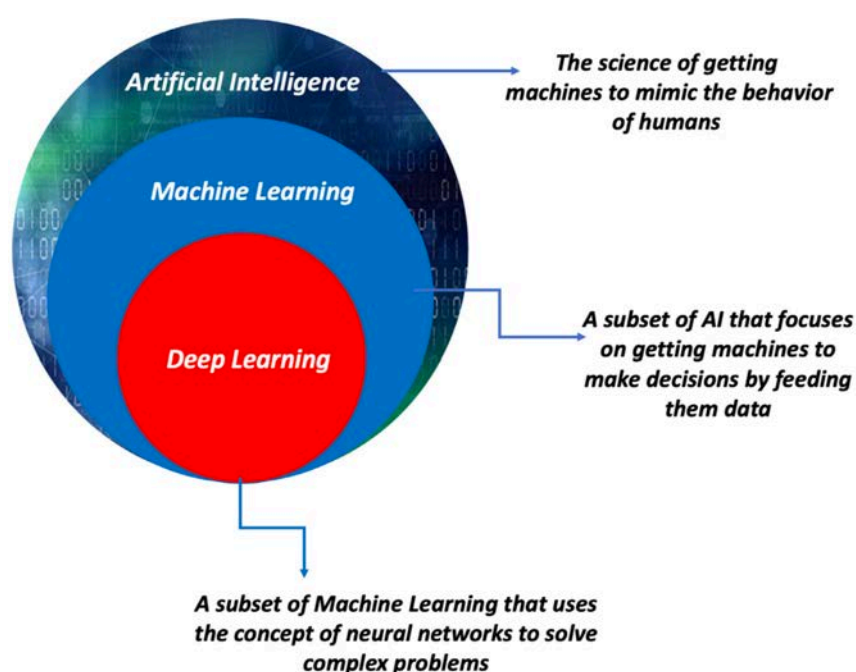 Artificial Intelligence
The science of getting
machines to mimic the behavior
of humans
Machine Learning
A subset of AI that focuses
on getting machines to
make decisions by feeding
them data
Deep Learning
A subset of Machine Learning that uses
the concept of neural networks to solve
complex problems